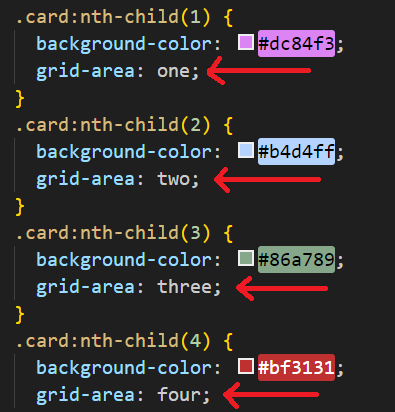 .card:nth-child(1) {
background-color: #dc84f3;
grid-area: one;
}
.card:nth-child(2) {
background-color: #b4d4ff;
grid-area: two;
}
.card:nth-child(3) {
background-color: #86a789;
grid-area: three;
}
.card:nth-child(4) {
background-color: #bf3131;
grid-area: four;